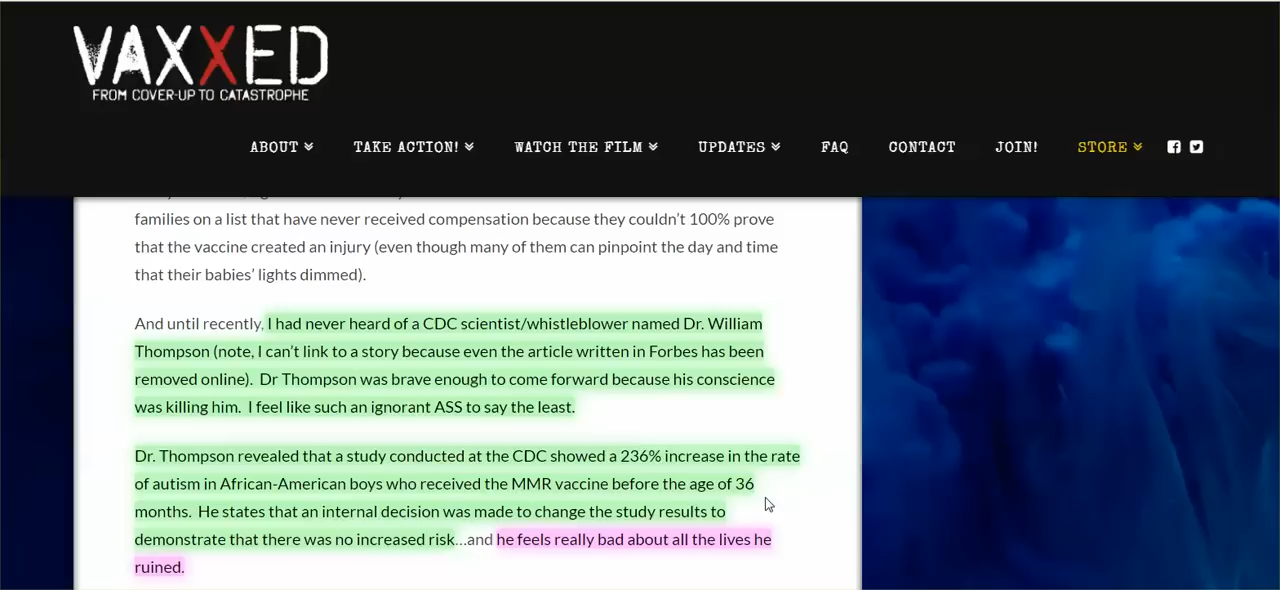 VAXXED
FROM COVER-UP TO CATASTROPHE
ABOUT TAKE ACTION! WATCH THE FILM UPDATES FAQ CONTACT JOIN! STORE
families on a list that have never received compensation because they couldn't 100% prove
that the vaccine created an injury (even though many of them can pinpoint the day and time
that their babies' lights dimmed).
And until recently, I had never heard of a CDC scientist/whistleblower named Dr. William
Thompson (note, I can't link to a story because even the article written in Forbes has been
removed online). Dr Thompson was brave enough to come forward because his conscience
was killing him. I feel like such an ignorant ASS to say the least.
Dr. Thompson revealed that a study conducted at the CDC showed a 236% increase in the rate
of autism in African-American boys who received the MMR vaccine before the age of 36
months. He states that an internal decision was made to change the study results to
demonstrate that there was no increased risk...and he feels really bad about all the lives he
ruined.